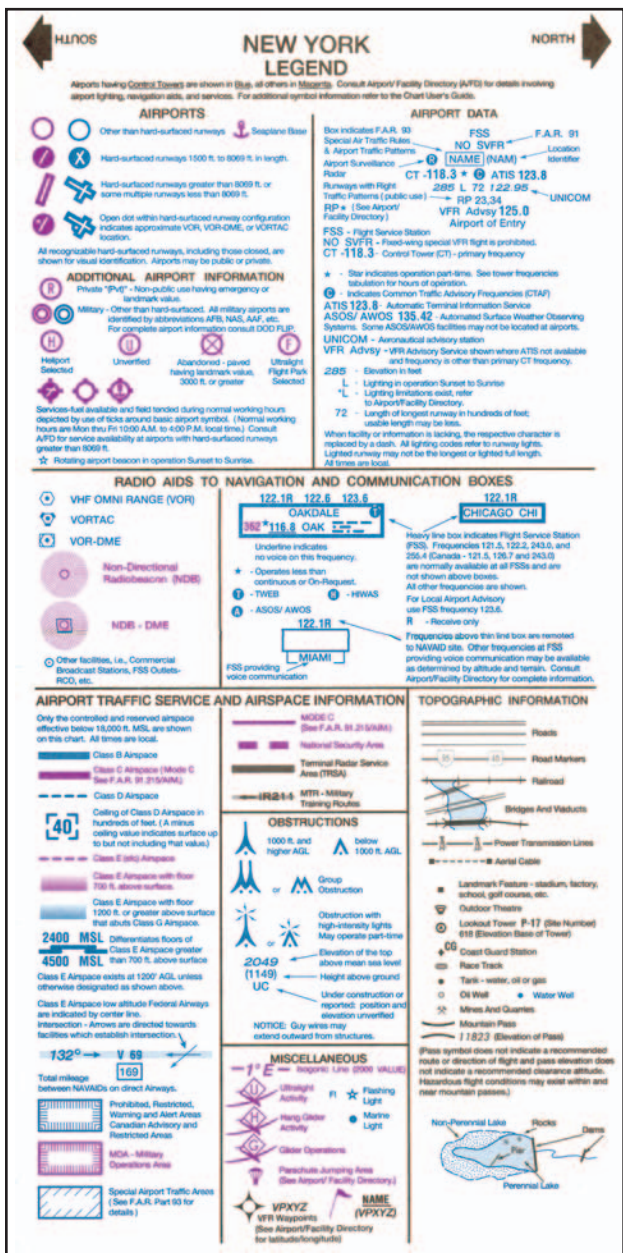 SOUTH
NEW YORK
NORTH
LEGEND
Airports having Control Towers are shown in Blue, all others in Magenta. Consult Airport/ Facility Directory (A/FD) for details involving
airport lighting, navigation aids, and services. For additional symbol information refer to the Chart User's Guide.
AIRPORTS
Other than hard-surfaced runways
Seaplane Base
Hard-surfaced runways 1500 ft. to 8069 ft. in length.
Hard-surfaced runways greater than 8069 ft. or
some multiple runways less than 8069 ft.
Open dot within hard-surfaced runway configuration
indicates approximate VOR, VOR-DME, or VORTAC
location.
All recognizable hard-surfaced runways, including those closed, are
shown for visual identification. Airports may be public or private.
ADDITIONAL AIRPORT INFORMATION
R
Private "(Pvt)" - Non-public use having emergency or
landmark value.
Military - Other than hard-surfaced. All military airports are
identified by abbreviations AFB, NAS, AAF, etc.
For complete airport information consult DOD FLIP.
H
U
F
Heliport
Selected
Unverified
Abandoned - paved
having landmark value,
3000 ft. or greater
Ultralight
Flight Park
Selected
Services-fuel available and field tended during normal working hours
depicted by use of ticks around basic airport symbol. ( Normal working
hours are Mon thru Fri 10:00 A.M. to 4:00 P.M. local time.) Consult
A/FD for service availability at airports with hard-surfaced runways
greater than 8069 ft.
☆ Rotating airport beacon in operation Sunset to Sunrise.
AIRPORT DATA
Box indicates F.A.R. 93
Special Air Traffic Rules
& Airport Traffic Patterns
Airport Surveillance
Radar
Runways with Right
Traffic Patterns ( public use )
RP★ ( See Airport/
Facility Directory )
FSS
NO SVFR
F.A.R. 91
R NAME (NAM)
Location
Identifier
CT -118.3 ★ C ATIS 123.8
285 L 72 122.95
UNICOM
RP 23,34
VFR Advsy 125.0
Airport of Entry
FSS - Flight Service Station
NO SVFR - Fixed-wing special VFR flight is prohibited.
CT -118.3 - Control Tower (CT) - primary frequency
★ - Star indicates operation part-time. See tower frequencies
tabulation for hours of operation.
C - Indicates Common Traffic Advisory Frequencies (CTAF)
ATIS 123.8 - Automatic Terminal Information Service
ASOS/ AWOS 135.42 - Automated Surface Weather Observing
Systems. Some ASOS/AWOS facilities may not be located at airports.
UNICOM - Aeronautical advisory station
VFR Advsy - VFR Advisory Service shown where ATIS not available
and frequency is other than primary CT frequency.
285 - Elevation in feet
L - Lighting in operation Sunset to Sunrise
*L - Lighting limitations exist, refer
to Airport/Facility Directory.
72 - Length of longest runway in hundreds of feet;
usable length may be less.
When facility or information is lacking, the respective character is
replaced by a dash. All lighting codes refer to runway lights.
Lighted runway may not be the longest or lighted full length.
All times are local.
RADIO AIDS TO NAVIGATION AND COMMUNICATION BOXES
VHF OMNI RANGE (VOR)
VORTAC
VOR-DME
Non-Directional
Radiobeacon (NDB)
NDB - DME
Other facilities, i.e., Commercial
Broadcast Stations, FSS Outlets-
RCO, etc.
122.1R 122.6 123.6
OAKDALE
T
362 *116.8 OAK
Underline indicates
no voice on this frequency.
★ - Operates less than
continuous or On-Request.
T - TWEB
H - HIWAS
A - ASOS/ AWOS
122.1R
MIAMI
FSS providing
voice communication
122.1R
CHICAGO CHI
Heavy line box indicates Flight Service Station
(FSS). Frequencies 121.5, 122.2, 243.0, and
255.4 (Canada - 121.5, 126.7 and 243.0)
are normally available at all FSSs and are
not shown above boxes.
All other frequencies are shown.
For Local Airport Advisory
use FSS frequency 123.6.
R - Receive only
Frequencies above thin line box are remoted
to NAVAID site. Other frequencies at FSS
providing voice communication may be available
as determined by altitude and terrain. Consult
Airport/Facility Directory for complete information.
AIRPORT TRAFFIC SERVICE AND AIRSPACE INFORMATION
Only the controlled and reserved airspace
effective below 18,000 ft. MSL are shown
on this chart. All times are local.
Class B Airspace
Class C Airspace ( Mode C
See F.A.R. 91.215/AIM.)
Class D Airspace
40
Ceiling of Class D Airspace in
hundreds of feet. ( A minus
ceiling value indicates surface up
to but not including that value.)
Class E (sfc) Airspace
Class E Airspace with floor
700 ft. above surface.
Class E Airspace with floor
1200 ft. or greater above surface
that abuts Class G Airspace.
2400 MSL
4500 MSL
Differentiates floors of
Class E Airspace greater
than 700 ft. above surface
Class E Airspace exists at 1200' AGL unless
otherwise designated as shown above.
Class E Airspace low altitude Federal Airways
are indicated by center line.
Intersection - Arrows are directed towards
facilities which establish intersection.
132° V 69
169
Total mileage
between NAVAIDs on direct Airways.
Prohibited, Restricted,
Warning and Alert Areas
Canadian Advisory and
Restricted Areas
MOA - Military
Operations Area
Special Airport Traffic Areas
( See F.A.R. Part 93 for
details )
MODE C
(See F.A.R. 91.215/AIM.)
National Security Area
Terminal Radar Service
Area (TRSA)
IR211
MTR - Military
Training Routes
OBSTRUCTIONS
1000 ft. and
higher AGL
below
1000 ft. AGL
or
Group
Obstruction
or
Obstruction with
high-intensity lights
May operate part-time
2049
(1149)
UC
Elevation of the top
above mean sea level
Height above ground
Under construction or
reported: position and
elevation unverified
NOTICE: Guy wires may
extend outward from structures.
MISCELLANEOUS
1° E
Isogonic Line (2000 VALUE)
U
Ultralight
Activity
Fl
Flashing
Light
H
Hang Glider
Activity
Marine
Light
G
Glider Operations
Parachute Jumping Area
(See Airport/ Facility Directory.)
VPXYZ
NAME
(VPXYZ)
VFR Waypoints
(See Airport/Facility Directory
for latitude/longitude)
TOPOGRAPHIC INFORMATION
Roads
Road Markers
Railroad
Bridges And Viaducts
Power Transmission Lines
Aerial Cable
Landmark Feature - stadium, factory,
school, golf course, etc.
Outdoor Theatre
Lookout Tower P-17 (Site Number)
618 (Elevation Base of Tower)
CG
Coast Guard Station
Race Track
Tank - water, oil or gas
Oil Well
Water Well
Mines And Quarries
Mountain Pass
11823 (Elevation of Pass)
(Pass symbol does not indicate a recommended
route or direction of flight and pass elevation does
not indicate a recommended clearance altitude.
Hazardous flight conditions may exist within and
near mountain passes.)
Non-Perennial Lake
Rocks
Dams
Pier
Perennial Lake